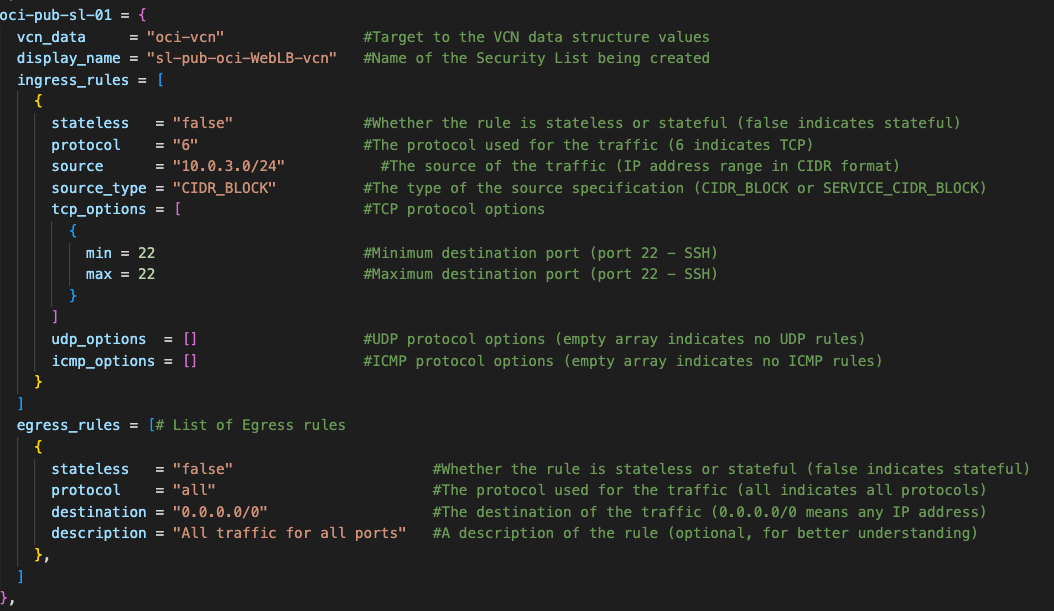 oci-pub-sl-01 = {
  vcn_data     = "oci-vcn"                #Target to the VCN data structure values
  display_name = "sl-pub-oci-WebLB-vcn"   #Name of the Security List being created
  ingress_rules = [
    {
      stateless   = "false"               #Whether the rule is stateless or stateful (false indicates stateful)
      protocol    = "6"                   #The protocol used for the traffic (6 indicates TCP)
      source      = "10.0.3.0/24"           #The source of the traffic (IP address range in CIDR format)
      source_type = "CIDR_BLOCK"          #The type of the source specification (CIDR_BLOCK or SERVICE_CIDR_BLOCK)
      tcp_options = [                     #TCP protocol options
        {
          min = 22                        #Minimum destination port (port 22 - SSH)
          max = 22                        #Maximum destination port (port 22 - SSH)
        }
      ]
      udp_options  = []                   #UDP protocol options (empty array indicates no UDP rules)
      icmp_options = []                   #ICMP protocol options (empty array indicates no ICMP rules)
    }
  ]
  egress_rules = [# List of Egress rules
    {
      stateless   = "false"                       #Whether the rule is stateless or stateful (false indicates stateful)
      protocol    = "all"                         #The protocol used for the traffic (all indicates all protocols)
      destination = "0.0.0.0/0"                   #The destination of the traffic (0.0.0.0/0 means any IP address)
      description = "All traffic for all ports"   #A description of the rule (optional, for better understanding)
    },
  ]
},